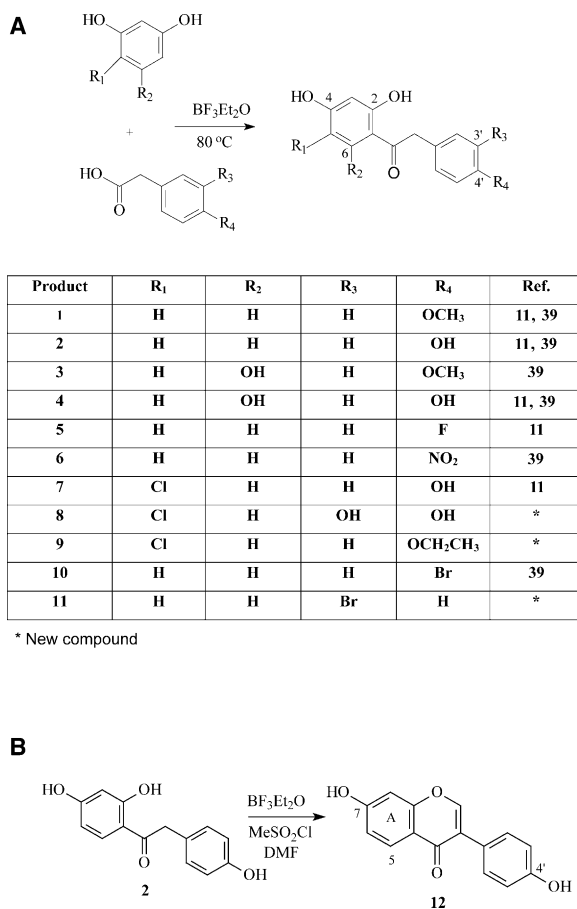 A
HO OH
R₁ R₂
+
BF₃Et₂O
80 °C
HO R₃
O R₄
HO 4 2 OH
R₁ 6 3' R₃
R₂ O 4' R₄
Product R₁ R₂ R₃ R₄ Ref.
1 H H H OCH₃ 11, 39
2 H H H OH 11, 39
3 H OH H OCH₃ 39
4 H OH H OH 11, 39
5 H H H F 11
6 H H H NO₂ 39
7 Cl H H OH 11
8 Cl H OH OH *
9 Cl H H OCH₂CH₃ *
10 H H H Br 39
11 H H Br H *
* New compound
B
HO OH
O OH
2
BF₃Et₂O
MeSO₂Cl
DMF
HO 7 A O
5 O 4' OH
12